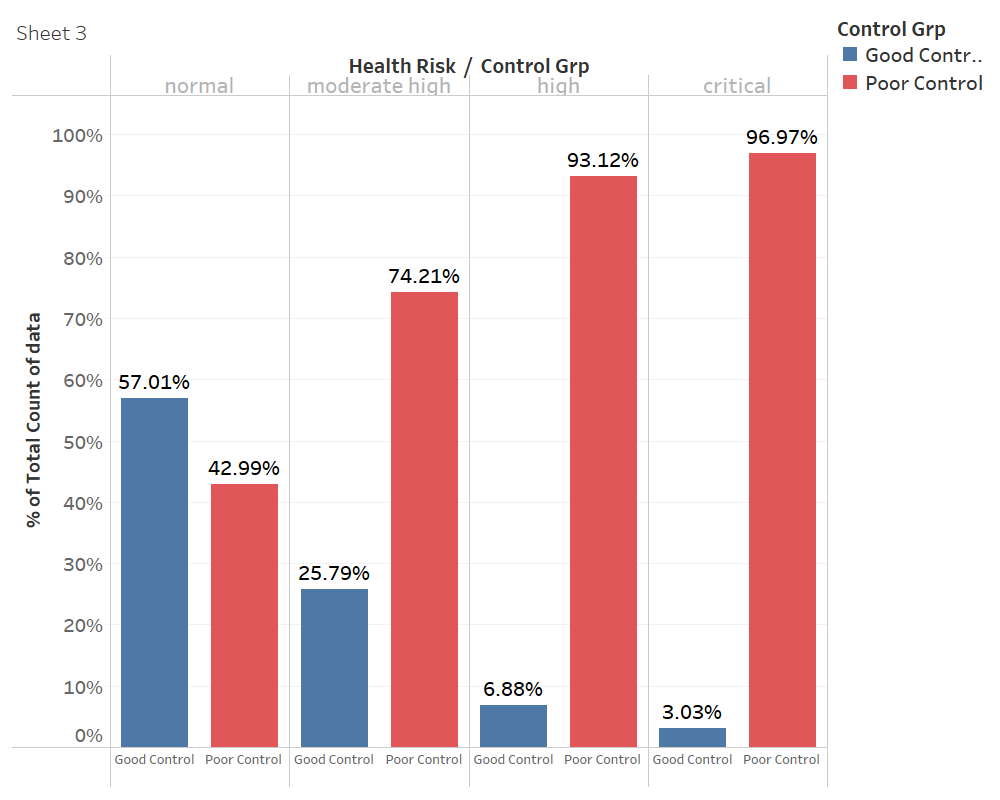 Sheet 3
Control Grp
Good Contr..
Poor Control
Health Risk / Control Grp
normal moderate high high critical
% of Total Count of data
100%
90%
80%
70%
60%
50%
40%
30%
20%
10%
0%
57.01%
42.99%
25.79%
74.21%
6.88%
93.12%
3.03%
96.97%
Good Control Poor Control Good Control Poor Control Good Control Poor Control Good Control Poor Control